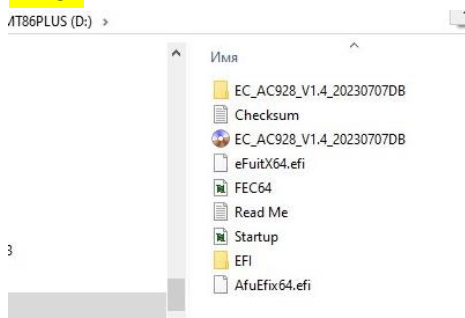 MT86PLUS (D:)
Имя
EC_AC928_V1.4_20230707DB
Checksum
EC_AC928_V1.4_20230707DB
eFuitX64.efi
FEC64
Read Me
Startup
EFI
AfuEfix64.efi